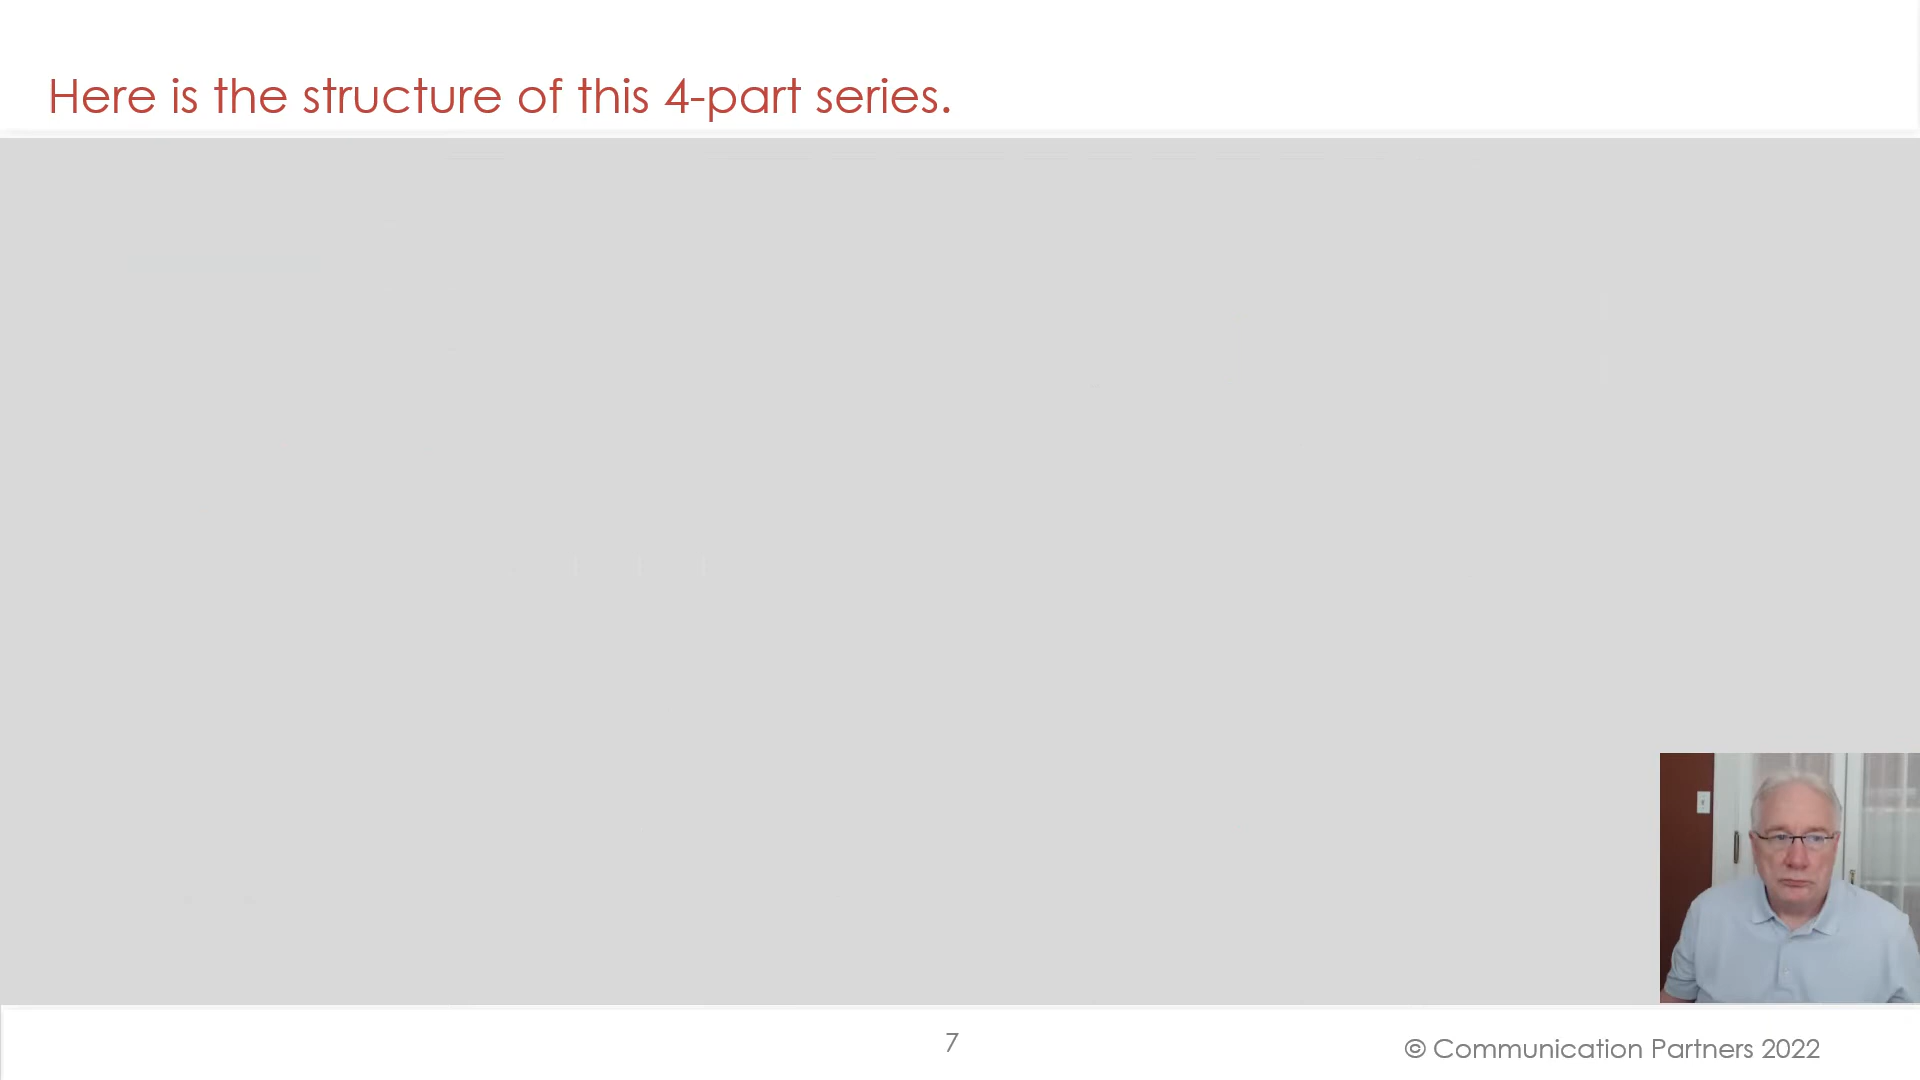 Here is the structure of this 4-part series.
7
© Communication Partners 2022